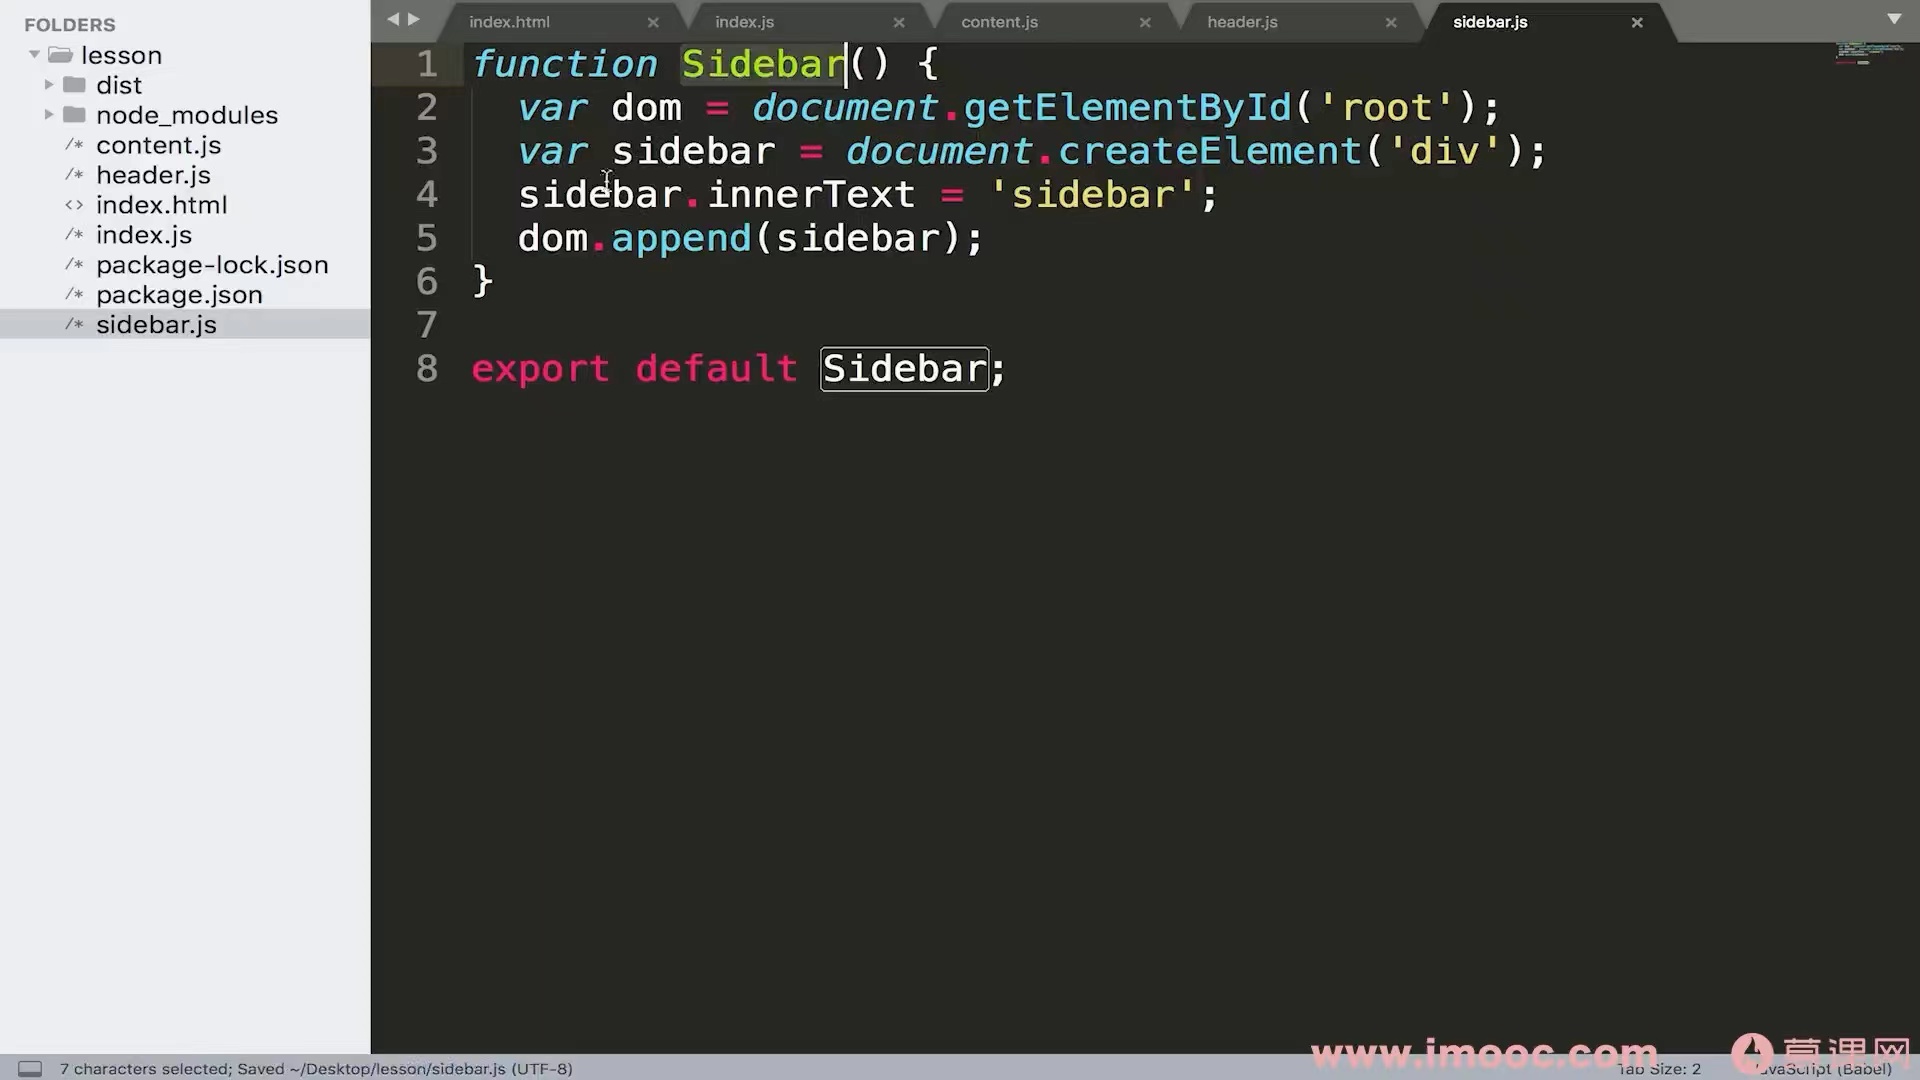 FOLDERS
lesson
dist
node_modules
content.js
header.js
index.html
index.js
package-lock.json
package.json
sidebar.js
index.html
index.js
content.js
header.js
sidebar.js
1 function Sidebar() {
2 var dom = document.getElementById('root');
3 var sidebar = document.createElement('div');
4 sidebar.innerText = 'sidebar';
5 dom.append(sidebar);
6 }
7
8 export default Sidebar;
www.imooc.com 慕课网
7 characters selected; Saved ~/Desktop/lesson/sidebar.js (UTF-8)
Tab Size: 2
JavaScript (Babel)